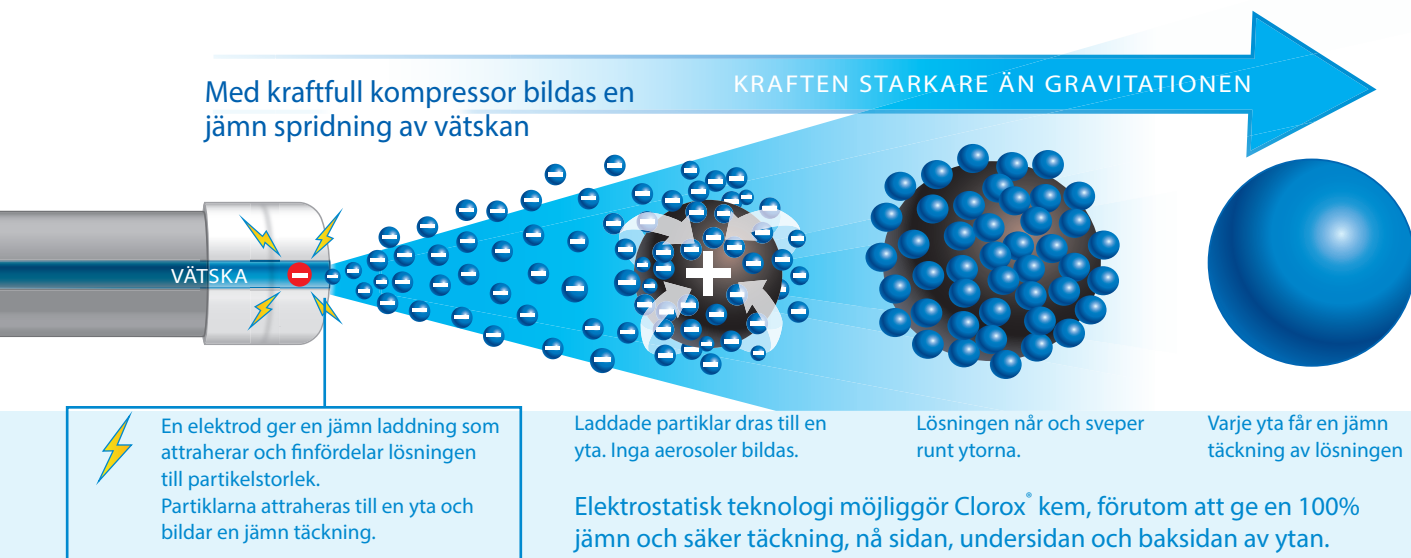 Med kraftfull kompressor bildas en
jämn spridning av vätskan
KRAFTEN STARKARE ÄN GRAVITATIONEN
VÄTSKA
En elektrod ger en jämn laddning som
attraherar och finfördelar lösningen
till partikelstorlek.
Partiklarna attraheras till en yta och
bildar en jämn täckning.
Laddade partiklar dras till en
yta. Inga aerosoler bildas.
Lösningen når och sveper
runt ytorna.
Varje yta får en jämn
täckning av lösningen
Elektrostatisk teknologi möjliggör Clorox® kem, förutom att ge en 100%
jämn och säker täckning, nå sidan, undersidan och baksidan av ytan.